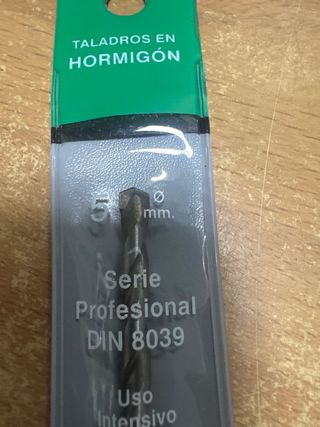 TALADROS EN
HORMIGÓN
5 Ø
mm.
Serie
Profesional
DIN 8039
Uso
Intensivo